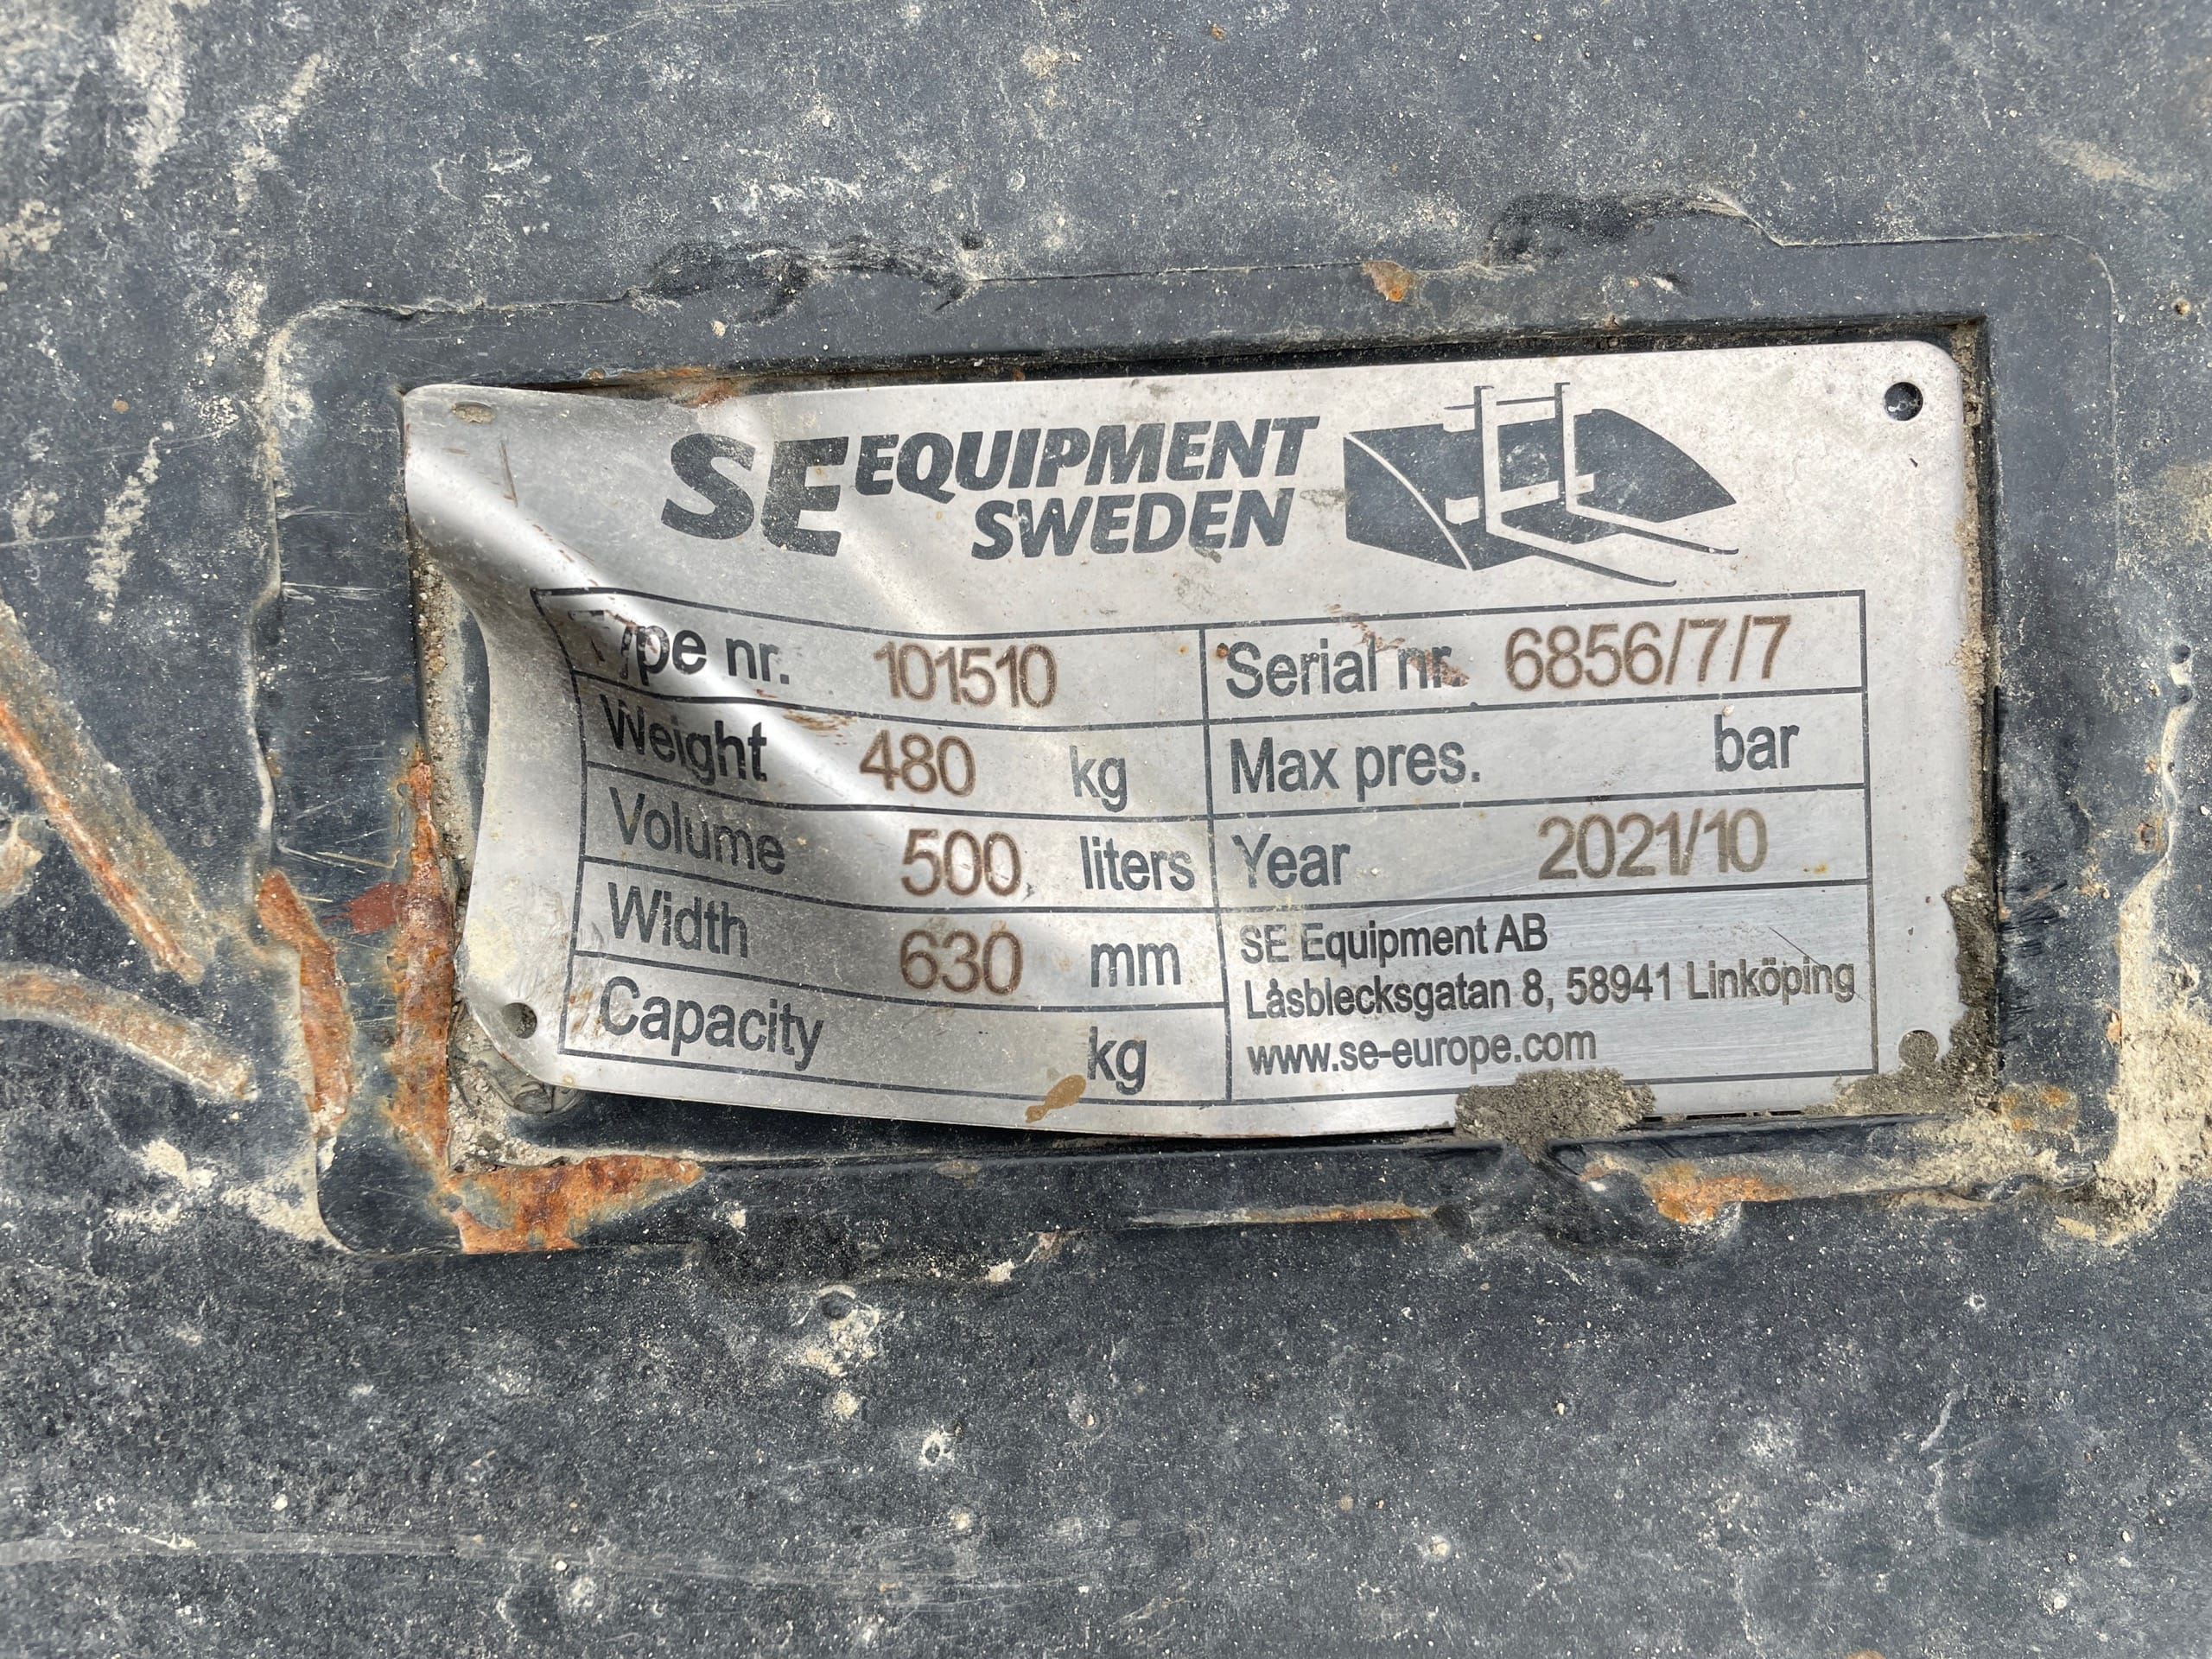 SE EQUIPMENT
SWEDEN
Type nr. 101510 Serial nr. 6856/7/7
Weight 480 kg Max pres. bar
Volume 500 liters Year 2021/10
Width 630 mm SE Equipment AB
Låsblecksgatan 8, 58941 Linköping
Capacity kg www.se-europe.com